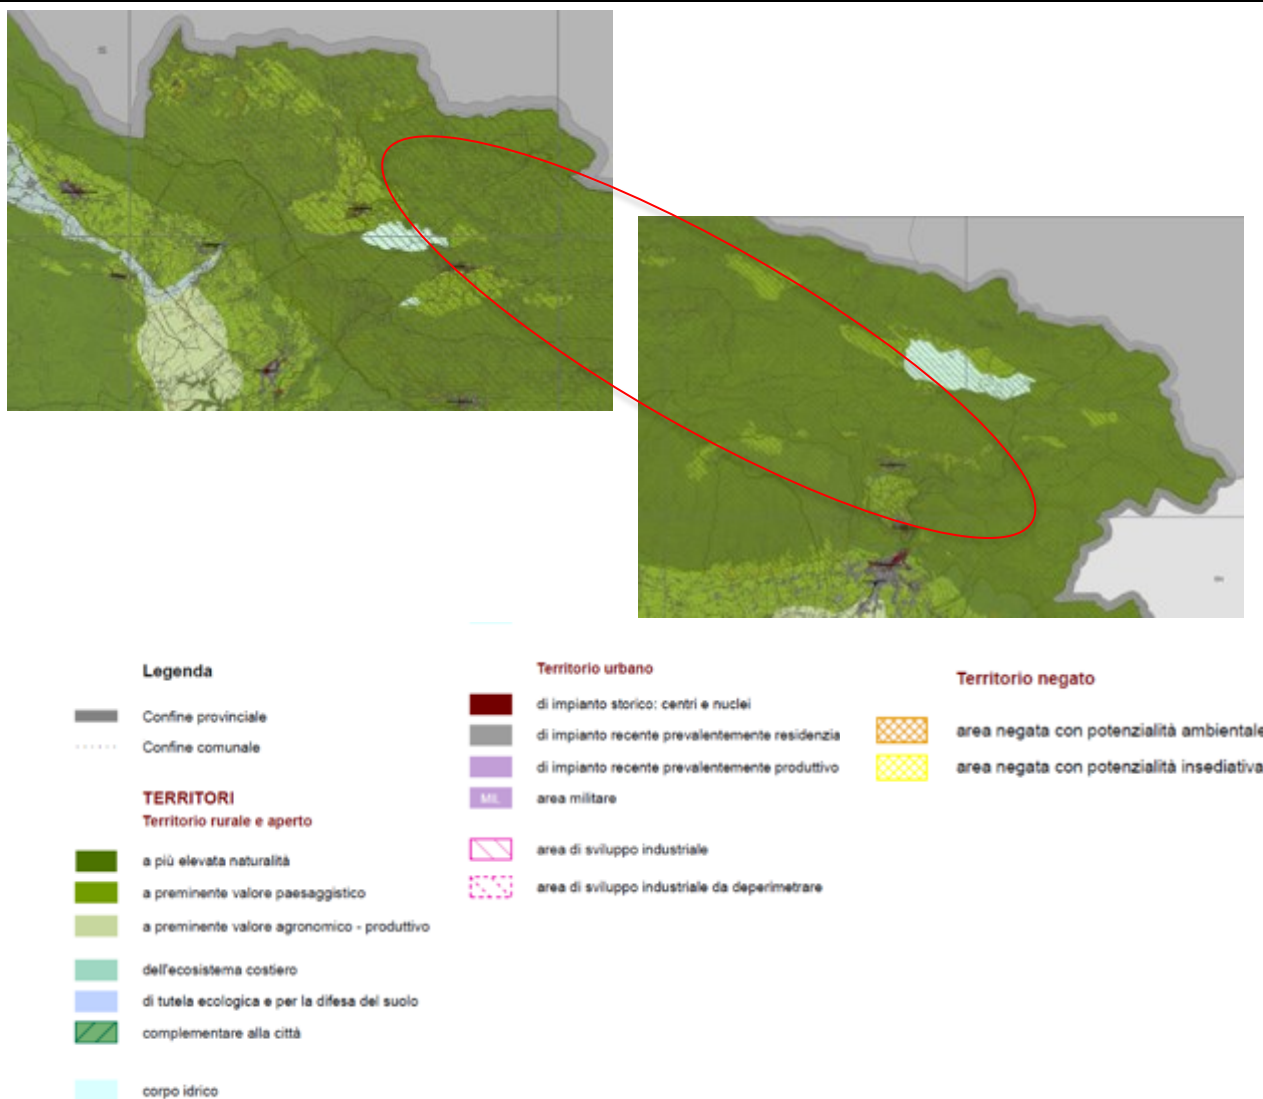 Legenda
Confine provinciale
Confine comunale
TERRITORI
Territorio rurale e aperto
a più elevata naturalità
a preminente valore paesaggistico
a preminente valore agronomico - produttivo
dell'ecosistema costiero
di tutela ecologica e per la difesa del suolo
complementare alla città
corpo idrico
Territorio urbano
di impianto storico: centri e nuclei
di impianto recente prevalentemente residenzia
di impianto recente prevalentemente produttivo
MIL area militare
area di sviluppo industriale
area di sviluppo industriale da deperimetrare
Territorio negato
area negata con potenzialità ambientale
area negata con potenzialità insediativa